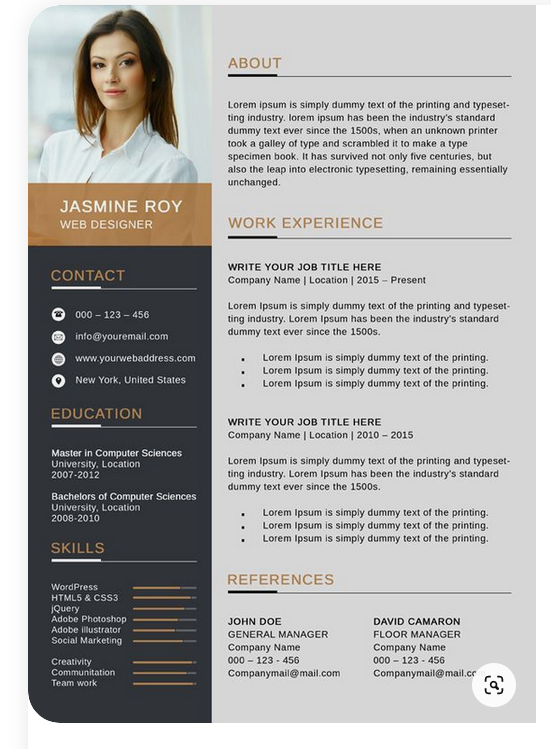 JASMINE ROY
WEB DESIGNER
CONTACT
000 – 123 – 456
info@youremail.com
www.yourwebaddress.com
New York, United States
EDUCATION
Master in Computer Sciences
University, Location
2007-2012
Bachelors of Computer Sciences
University, Location
2008-2010
SKILLS
WordPress
HTML5 & CSS3
jQuery
Adobe Photoshop
Adobe illustrator
Social Marketing
Creativity
Communitation
Team work
ABOUT
Lorem ipsum is simply dummy text of the printing and typeset-
ting industry. lorem ipsum has been the industry's standard
dummy text ever since the 1500s, when an unknown printer
took a galley of type and scrambled it to make a type
specimen book. It has survived not only five centuries, but
also the leap into electronic typesetting, remaining essentially
unchanged.
WORK EXPERIENCE
WRITE YOUR JOB TITLE HERE
Company Name | Location | 2015 – Present
Lorem Ipsum is simply dummy text of the printing and typeset-
ting industry. Lorem Ipsum has been the industry's standard
dummy text ever since the 1500s.
▪ Lorem Ipsum is simply dummy text of the printing.
▪ Lorem Ipsum is simply dummy text of the printing.
▪ Lorem Ipsum is simply dummy text of the printing.
WRITE YOUR JOB TITLE HERE
Company Name | Location | 2010 – 2015
Lorem Ipsum is simply dummy text of the printing and typeset-
ting industry. Lorem Ipsum has been the industry's standard
dummy text ever since the 1500s.
▪ Lorem Ipsum is simply dummy text of the printing.
▪ Lorem Ipsum is simply dummy text of the printing.
▪ Lorem Ipsum is simply dummy text of the printing.
REFERENCES
JOHN DOE
GENERAL MANAGER
Company Name
000 – 123 - 456
Companymail@mail.com
DAVID CAMARON
FLOOR MANAGER
Company Name
000 – 123 - 456